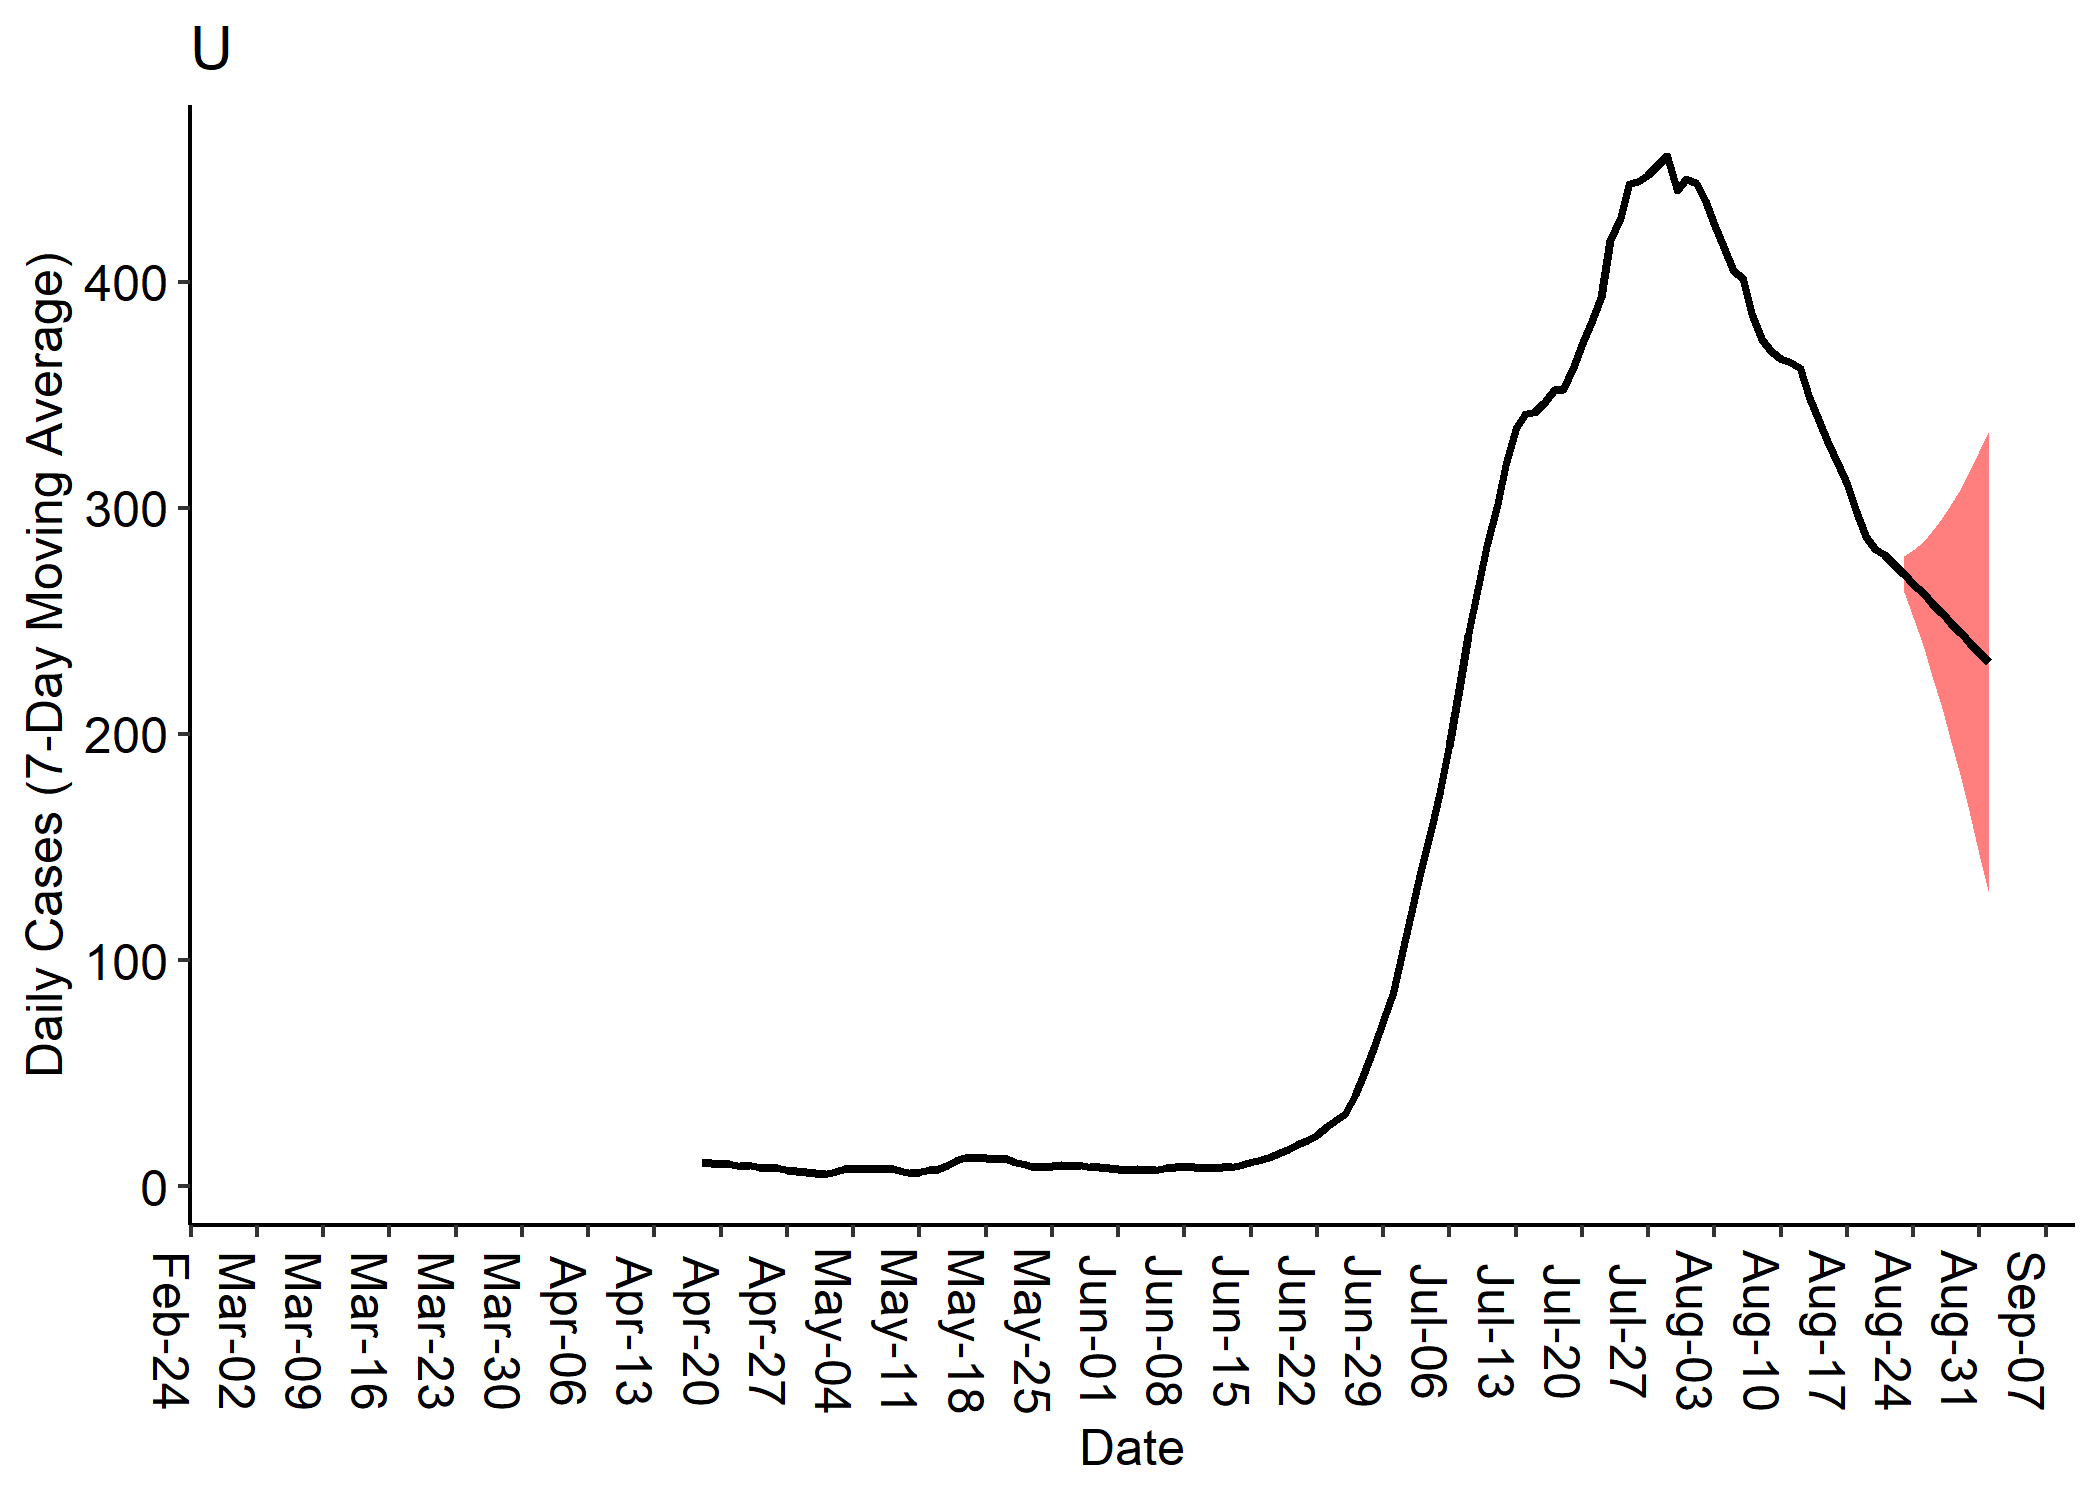 U
Daily Cases (7-Day Moving Average)
400
300
200
100
0
Feb-24
Mar-02
Mar-09
Mar-16
Mar-23
Mar-30
Apr-06
Apr-13
Apr-20
Apr-27
May-04
May-11
May-18
May-25
Jun-01
Jun-08
Jun-15
Jun-22
Jun-29
Jul-06
Jul-13
Jul-20
Jul-27
Aug-03
Aug-10
Aug-17
Aug-24
Aug-31
Sep-07
Date